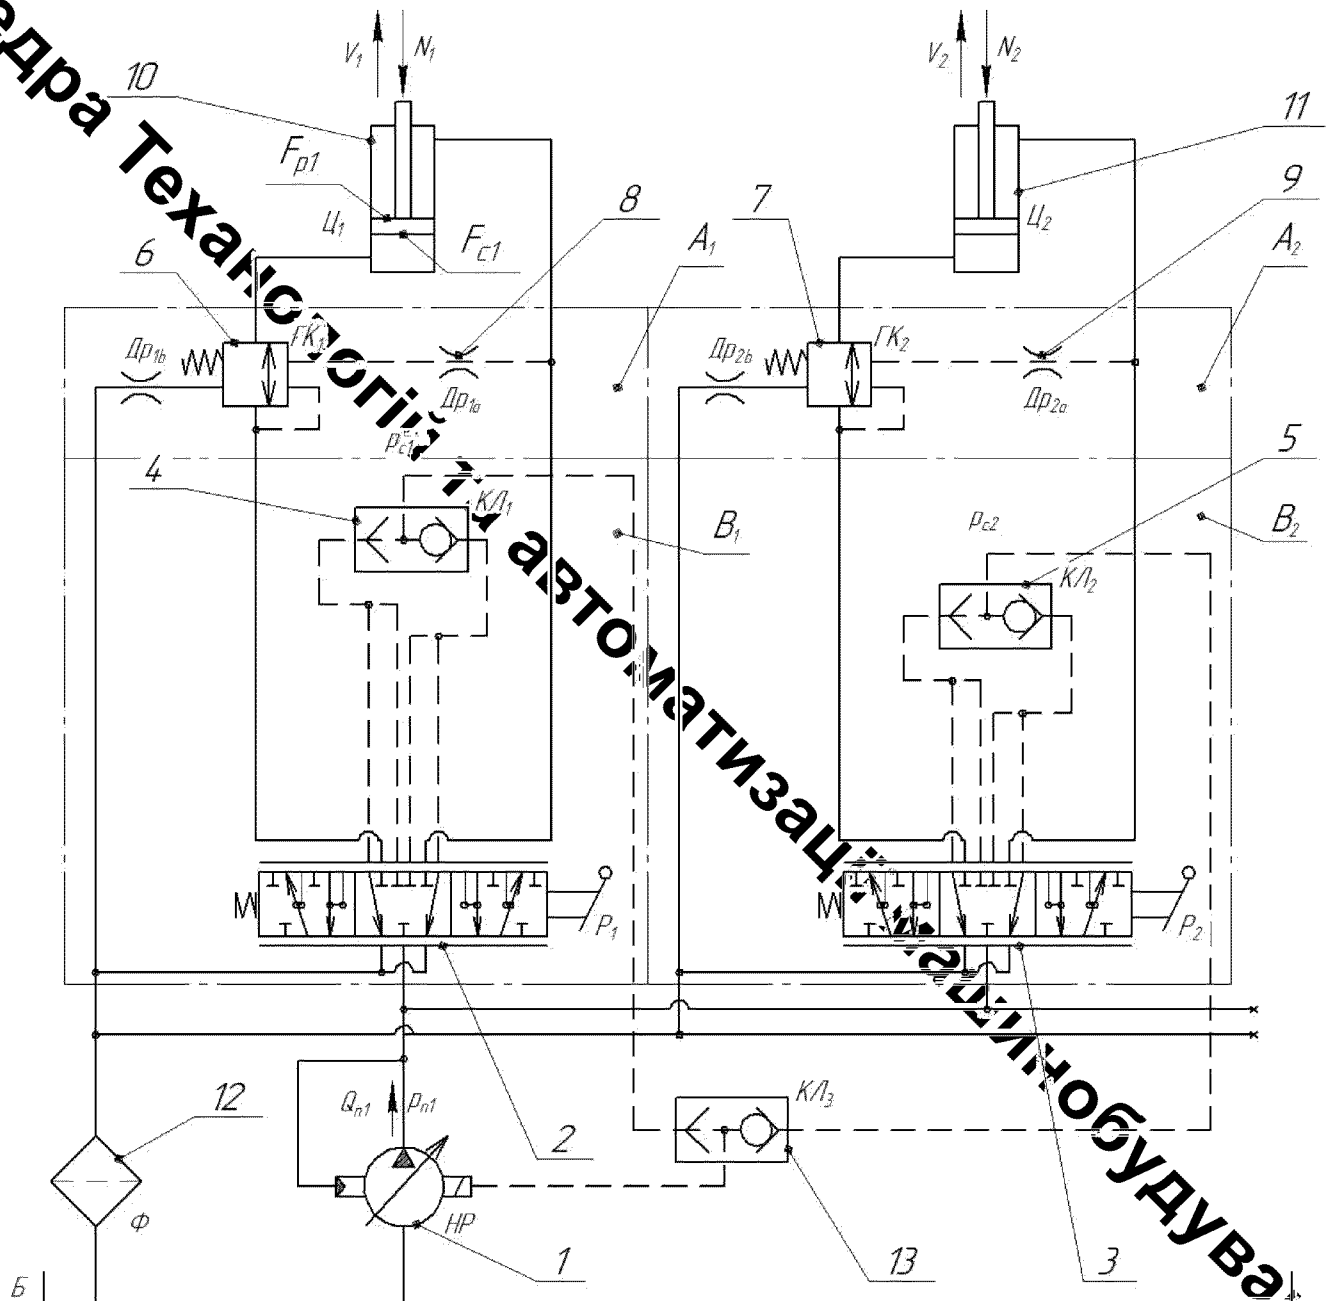 V₁ N₁ V₂ N₂
10 11
Fр1
Ц₁ 8 7 Ц₂ 9
6 Fс1 А₁ А₂
ГК₁ ГК₂
Др1b Др2b
Др1а Др2а
рс1 5
4 КЛ₁ В₁ рс2 В₂
КЛ₂
Р₁ Р₂
12 Qn1 рn1 КЛ₃
2
Ф НР
Б 1 13 3
едра Технологій та автоматизації машинобудува